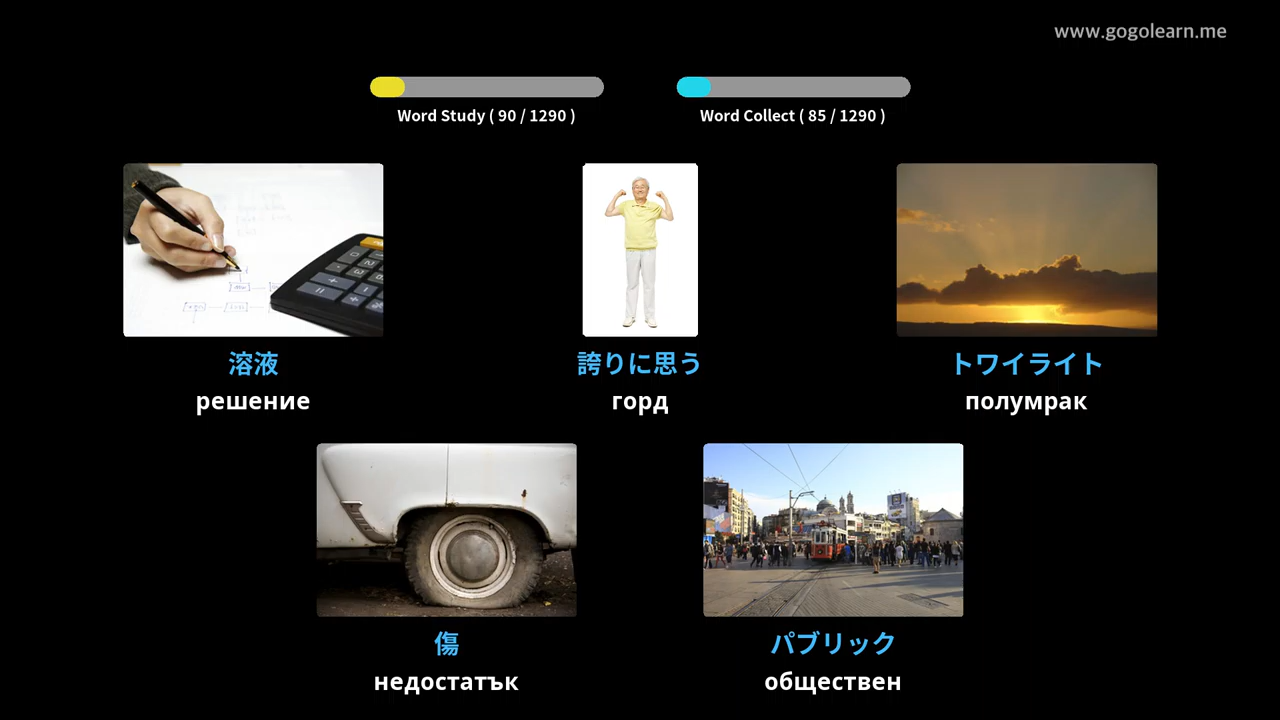 www.gogolearn.me
Word Study ( 90 / 1290 )
Word Collect ( 85 / 1290 )
溶液
решение
誇りに思う
горд
トワイライト
полумрак
傷
недостатък
パブリック
обществен